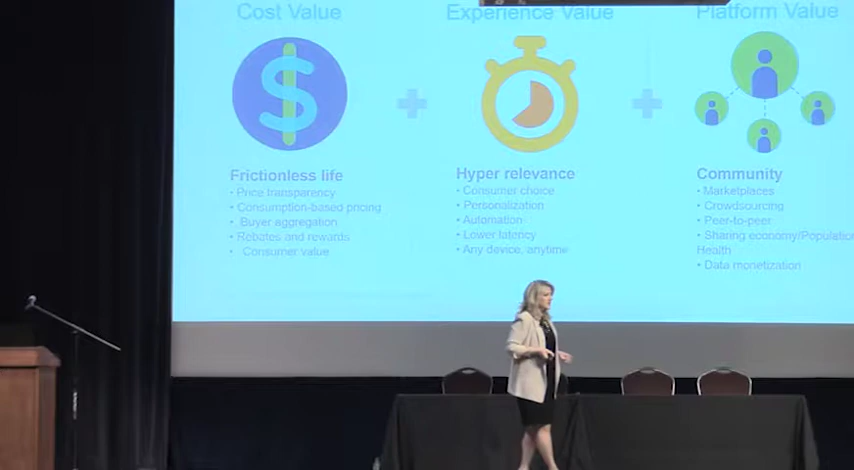 Cost Value
Experience Value
Platform Value
Frictionless life
• Price transparency
• Consumption-based pricing
• Buyer aggregation
• Rebates and rewards
• Consumer value
Hyper relevance
• Consumer choice
• Personalization
• Automation
• Lower latency
• Any device, anytime
Community
• Marketplaces
• Crowdsourcing
• Peer-to-peer
• Sharing economy/Population
Health
• Data monetization